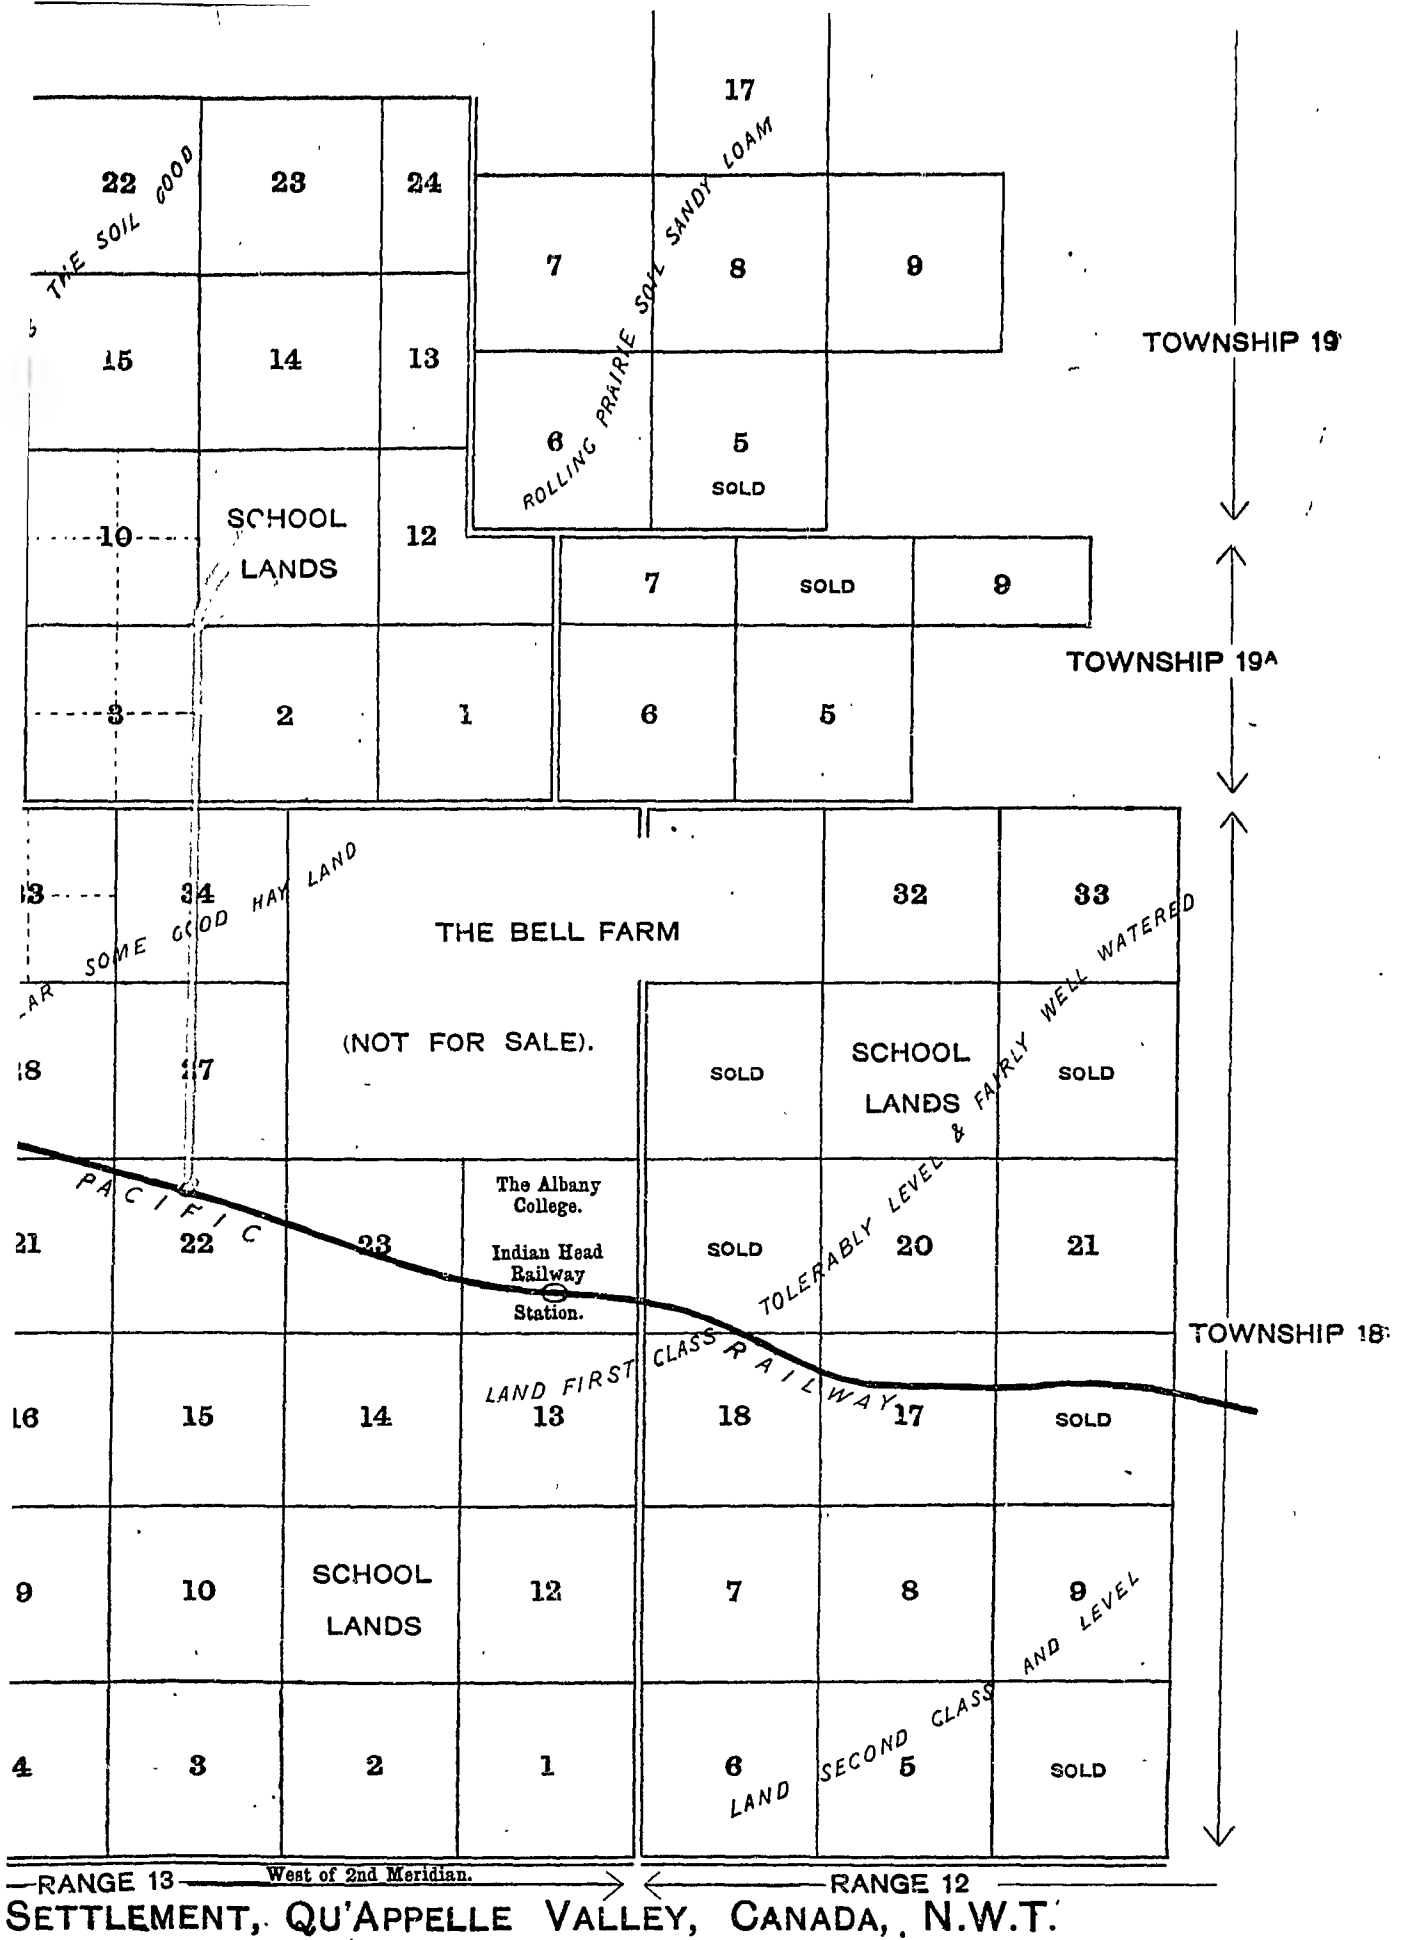 17
22 23 24
THE SOIL GOOD
7 8 9
ROLLING PRAIRIE SOIL SANDY LOAM
TOWNSHIP 19
15 14 13
6 5
SOLD
10 SCHOOL LANDS 12
7 SOLD 9
TOWNSHIP 19A
3 2 1 6 5
33 34
SOME GOOD HAY LAND
THE BELL FARM
(NOT FOR SALE).
32 33
27
SOLD
SCHOOL
LANDS
SOLD
PACIFIC
21 22 23
The Albany
College.
Indian Head
Railway
Station.
SOLD
20 21
LAND FIRST CLASS TOLERABLY LEVEL & FAIRLY WELL WATERED
RAILWAY
TOWNSHIP 18
16 15 14 13 18 17 SOLD
9 10
SCHOOL
LANDS
12 7 8 9
LAND SECOND CLASS AND LEVEL
4 3 2 1 6 5 SOLD
RANGE 13 West of 2nd Meridian. RANGE 12
SETTLEMENT, QU'APPELLE VALLEY, CANADA, N.W.T.